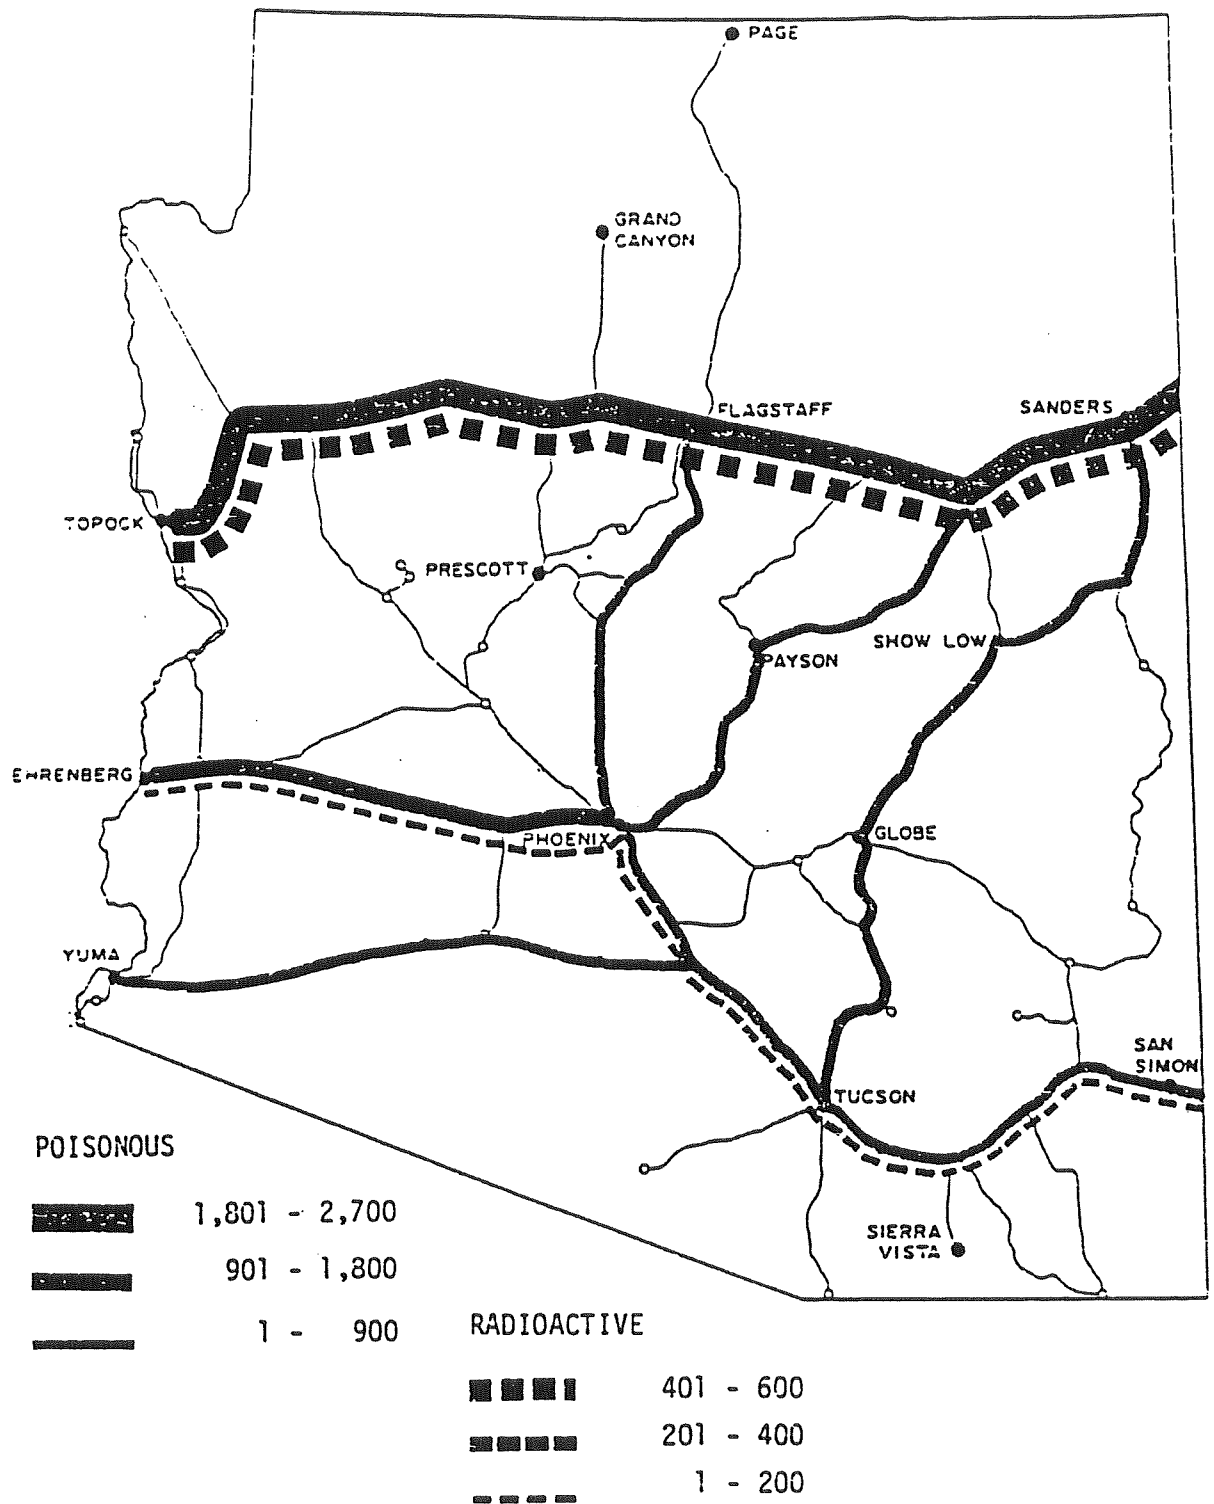 PAGE
GRAND
CANYON
FLAGSTAFF
SANDERS
TOPOCK
PRESCOTT
SHOW LOW
PAYSON
EHRENBERG
PHOENIX
GLOBE
YUMA
SAN
SIMON
TUCSON
POISONOUS
1,801 - 2,700
901 - 1,800
1 - 900
SIERRA
VISTA
RADIOACTIVE
401 - 600
201 - 400
1 - 200